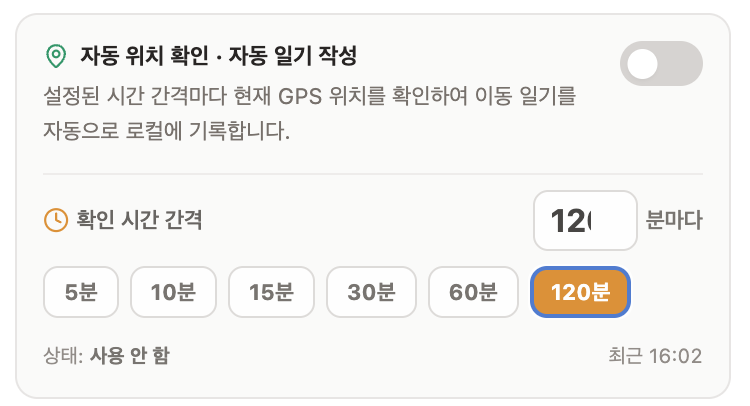 자동 위치 확인 · 자동 일기 작성
설정된 시간 간격마다 현재 GPS 위치를 확인하여 이동 일기를
자동으로 로컬에 기록합니다.
확인 시간 간격 120 분마다
5분 10분 15분 30분 60분 120분
상태: 사용 안 함 최근 16:02